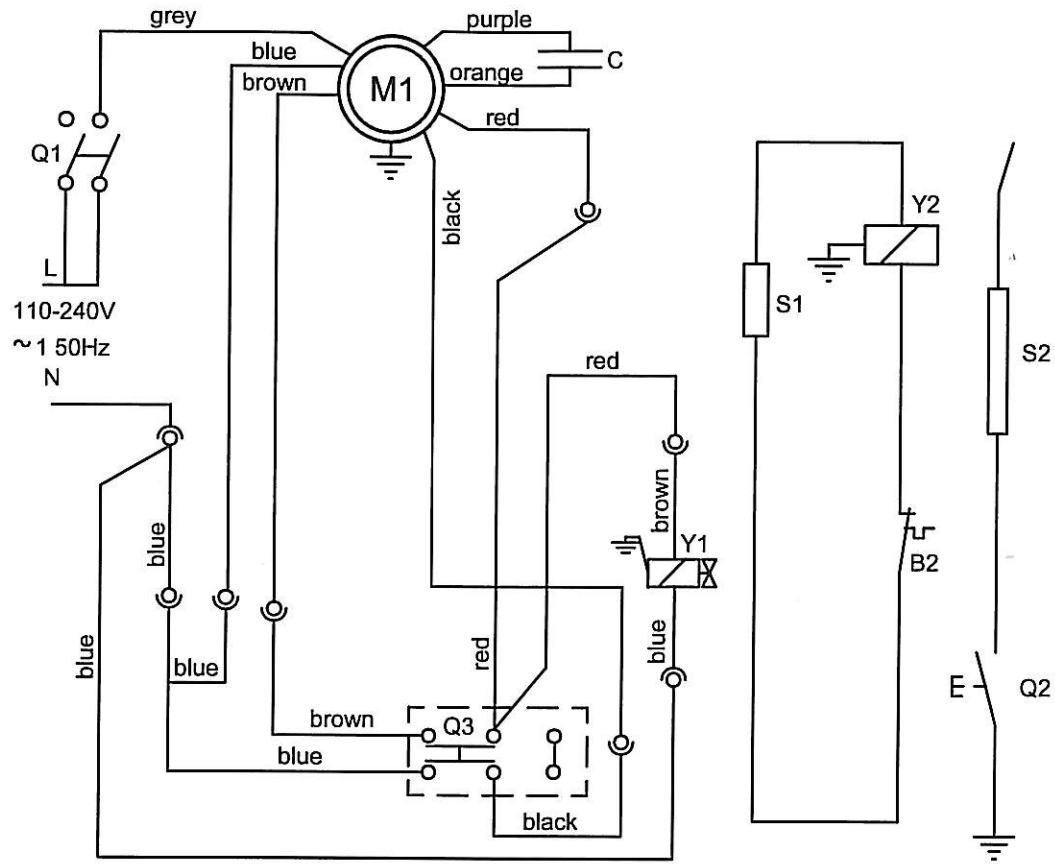 grey
purple
blue
brown
M1
orange
C
red
Q1
black
L
110-240V
~ 1 50Hz
N
Y2
S1
S2
red
brown
Y1
blue
B2
blue
blue
red
blue
E
Q2
brown
Q3
blue
black